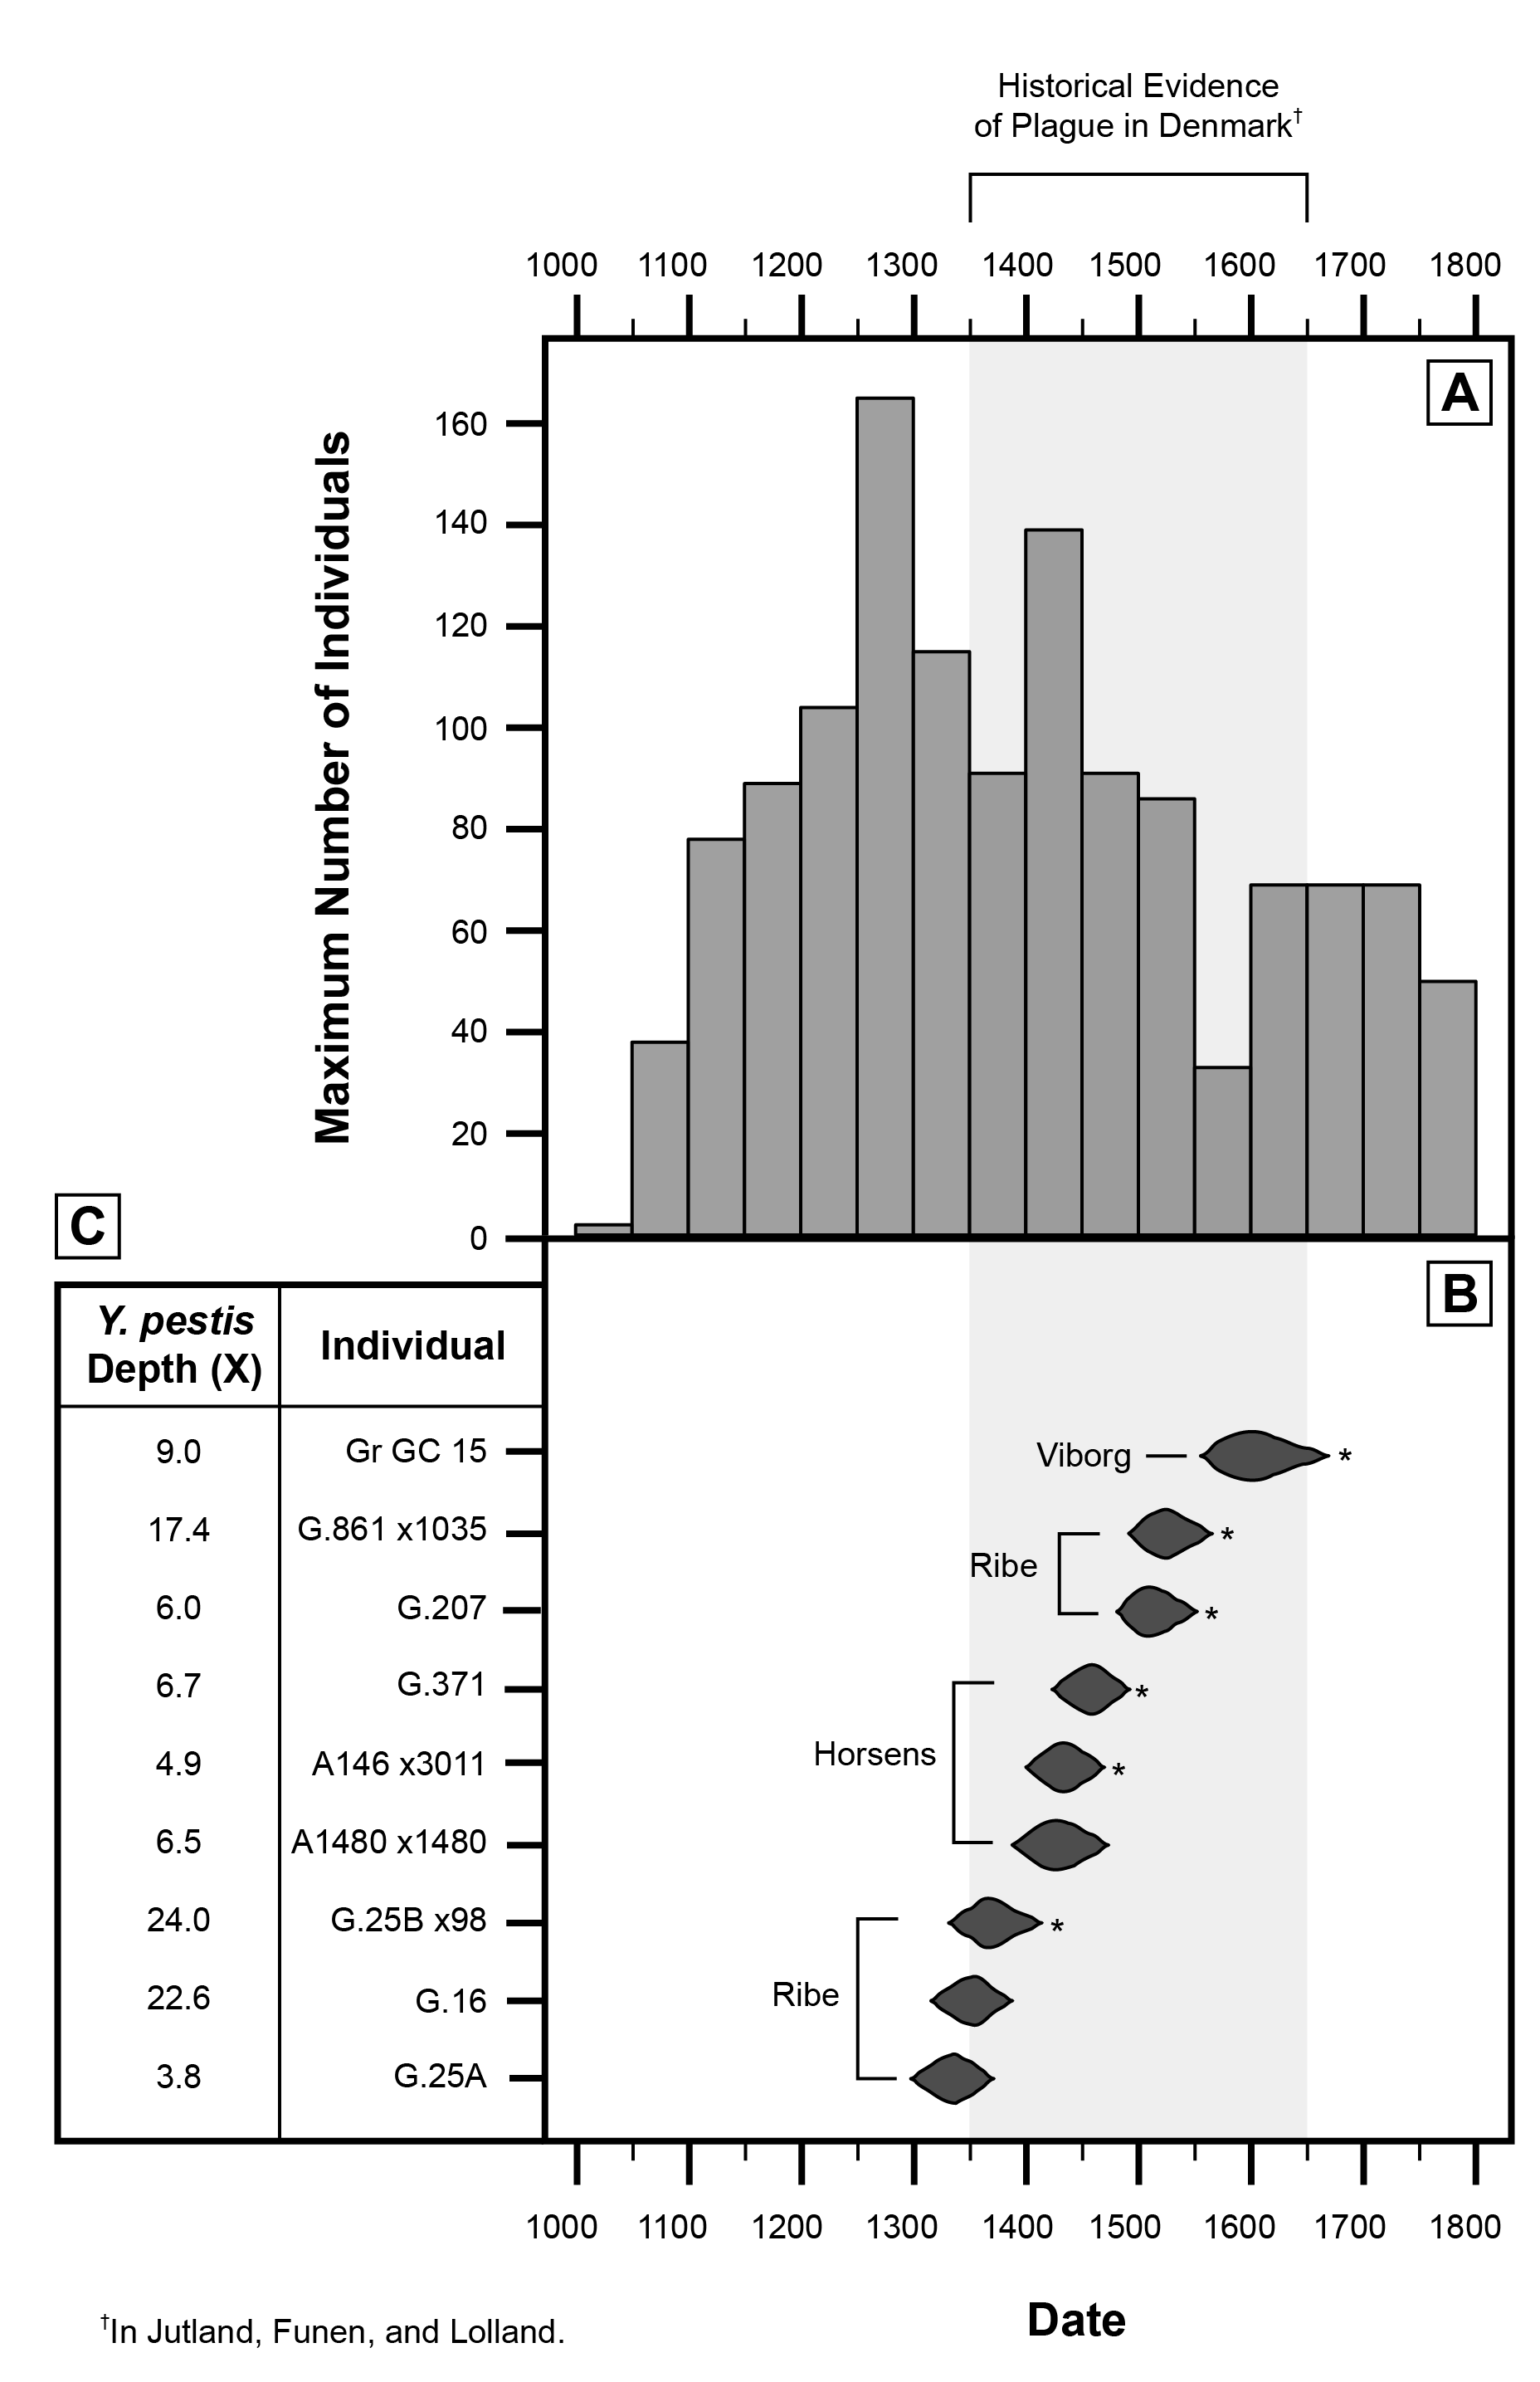 Historical Evidence
of Plague in Denmark†
1000 1100 1200 1300 1400 1500 1600 1700 1800
A
Maximum Number of Individuals
160
140
120
100
80
60
40
20
0
C
B
Y. pestis
Depth (X)
Individual
9.0 Gr GC 15 Viborg *
17.4 G.861 x1035 *
Ribe
6.0 G.207 *
6.7 G.371 *
Horsens
4.9 A146 x3011 *
6.5 A1480 x1480
24.0 G.25B x98 *
Ribe
22.6 G.16
3.8 G.25A
1000 1100 1200 1300 1400 1500 1600 1700 1800
Date
†In Jutland, Funen, and Lolland.